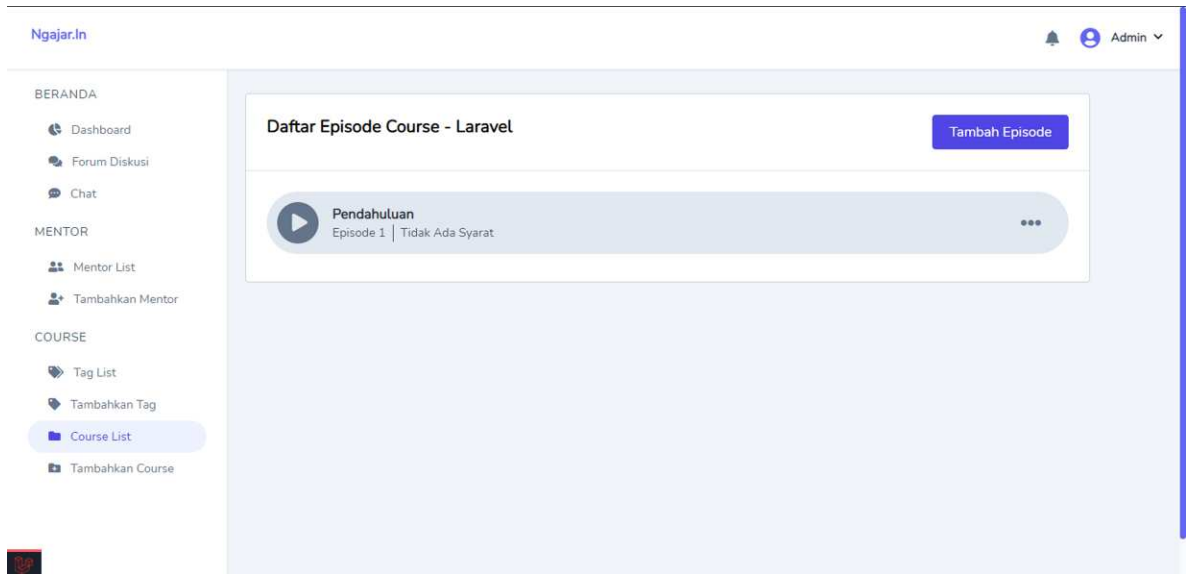 Ngajar.In
Admin
BERANDA
Dashboard
Forum Diskusi
Chat
MENTOR
Mentor List
Tambahkan Mentor
COURSE
Tag List
Tambahkan Tag
Course List
Tambahkan Course
Daftar Episode Course - Laravel
Tambah Episode
Pendahuluan
Episode 1 | Tidak Ada Syarat